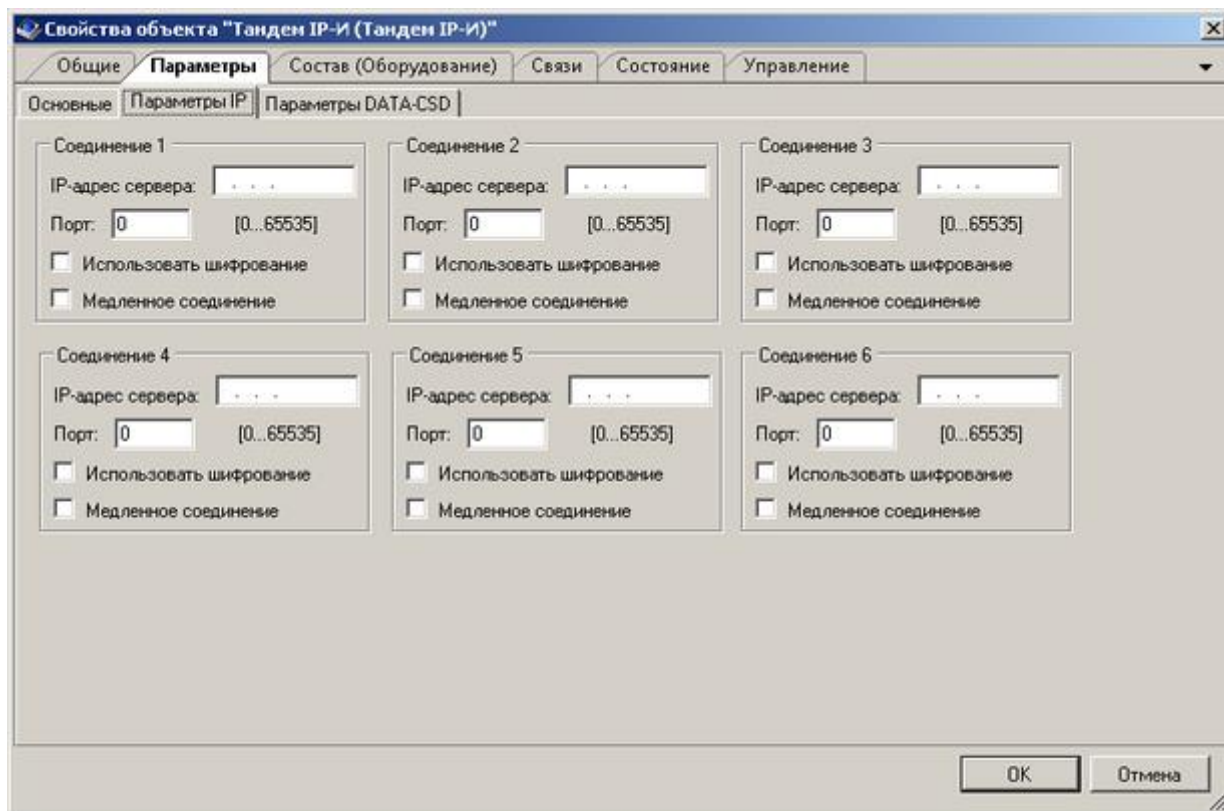 Свойства объекта "Тандем IP-И (Тандем IP-И)"
Общие Параметры Состав (Оборудование) Связи Состояние Управление
Основные Параметры IP Параметры DATA-CSD
Соединение 1 Соединение 2 Соединение 3
IP-адрес сервера: . . . IP-адрес сервера: . . . IP-адрес сервера: . . .
Порт: 0 [0...65535] Порт: 0 [0...65535] Порт: 0 [0...65535]
Использовать шифрование Использовать шифрование Использовать шифрование
Медленное соединение Медленное соединение Медленное соединение
Соединение 4 Соединение 5 Соединение 6
IP-адрес сервера: . . . IP-адрес сервера: . . . IP-адрес сервера: . . .
Порт: 0 [0...65535] Порт: 0 [0...65535] Порт: 0 [0...65535]
Использовать шифрование Использовать шифрование Использовать шифрование
Медленное соединение Медленное соединение Медленное соединение
OK Отмена